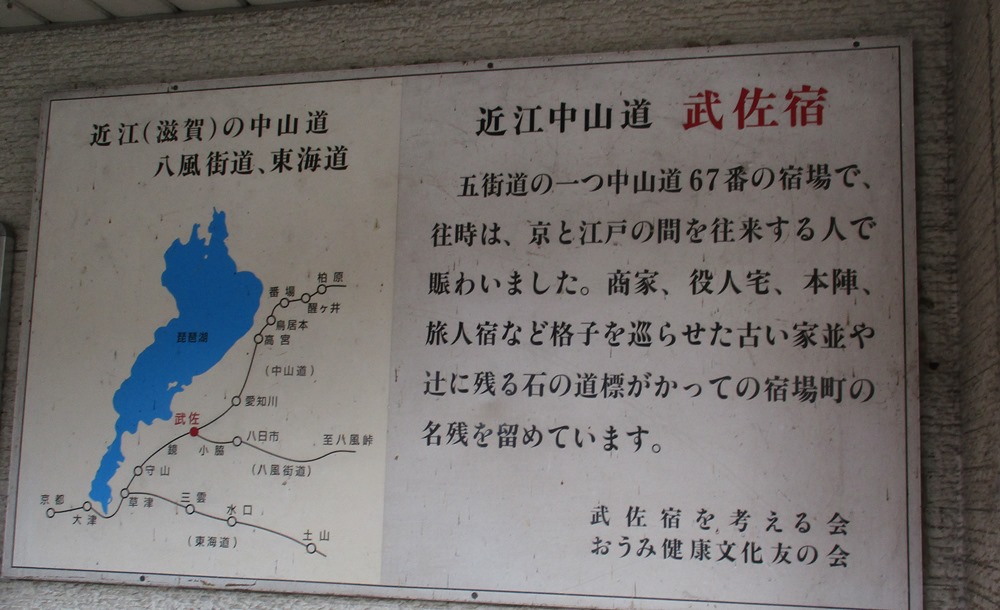 近江(滋賀)の中山道
八風街道、東海道
柏原
番場
醒ヶ井
鳥居本
高宮
琵琶湖
(中山道)
愛知川
武佐
八日市
至八風峠
鏡
小脇
(八風街道)
守山
京都
大津
草津
三雲
水口
(東海道)
土山
近江中山道 武佐宿
五街道の一つ中山道67番の宿場で、
往時は、京と江戸の間を往来する人で
賑わいました。商家、役人宅、本陣、
旅人宿など格子を巡らせた古い家並や
辻に残る石の道標がかっての宿場町の
名残を留めています。
武佐宿を考える会
おうみ健康文化友の会